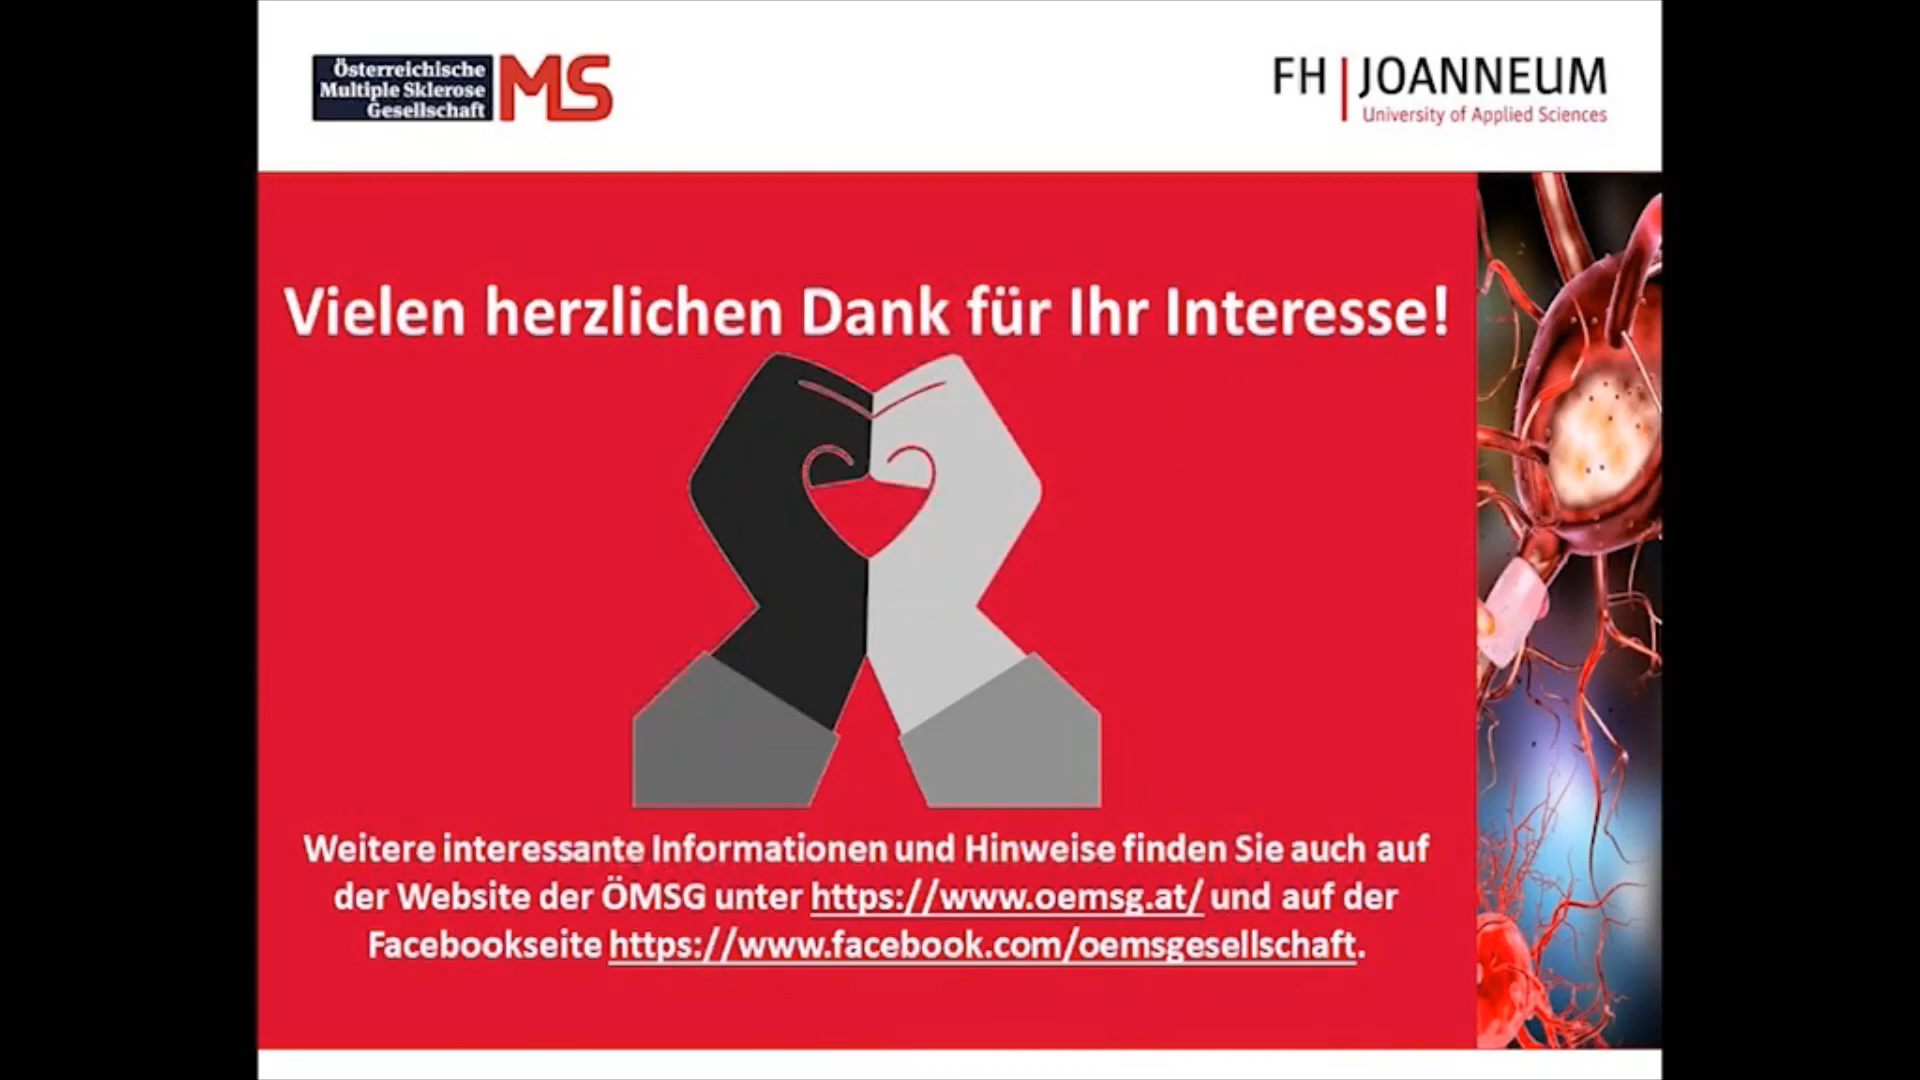 Österreichische
Multiple Sklerose
Gesellschaft
MS
FH JOANNEUM
University of Applied Sciences
Vielen herzlichen Dank für Ihr Interesse!
Weitere interessante Informationen und Hinweise finden Sie auch auf
der Website der ÖMSG unter https://www.oemsg.at/ und auf der
Facebookseite https://www.facebook.com/oemsgesellschaft.